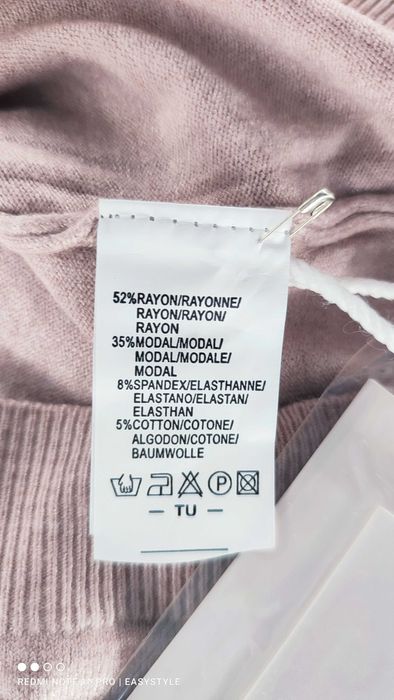 52%RAYON/RAYONNE/
RAYON/RAYON/
RAYON
35%MODAL/MODAL/
MODAL/MODALE/
MODAL
8%SPANDEX/ELASTHANNE/
ELASTANO/ELASTAN/
ELASTHAN
5%COTTON/COTONE/
ALGODON/COTONE/
BAUMWOLLE
P
— TU —
REDMI NOTE 10 PRO | EASYSTYLE